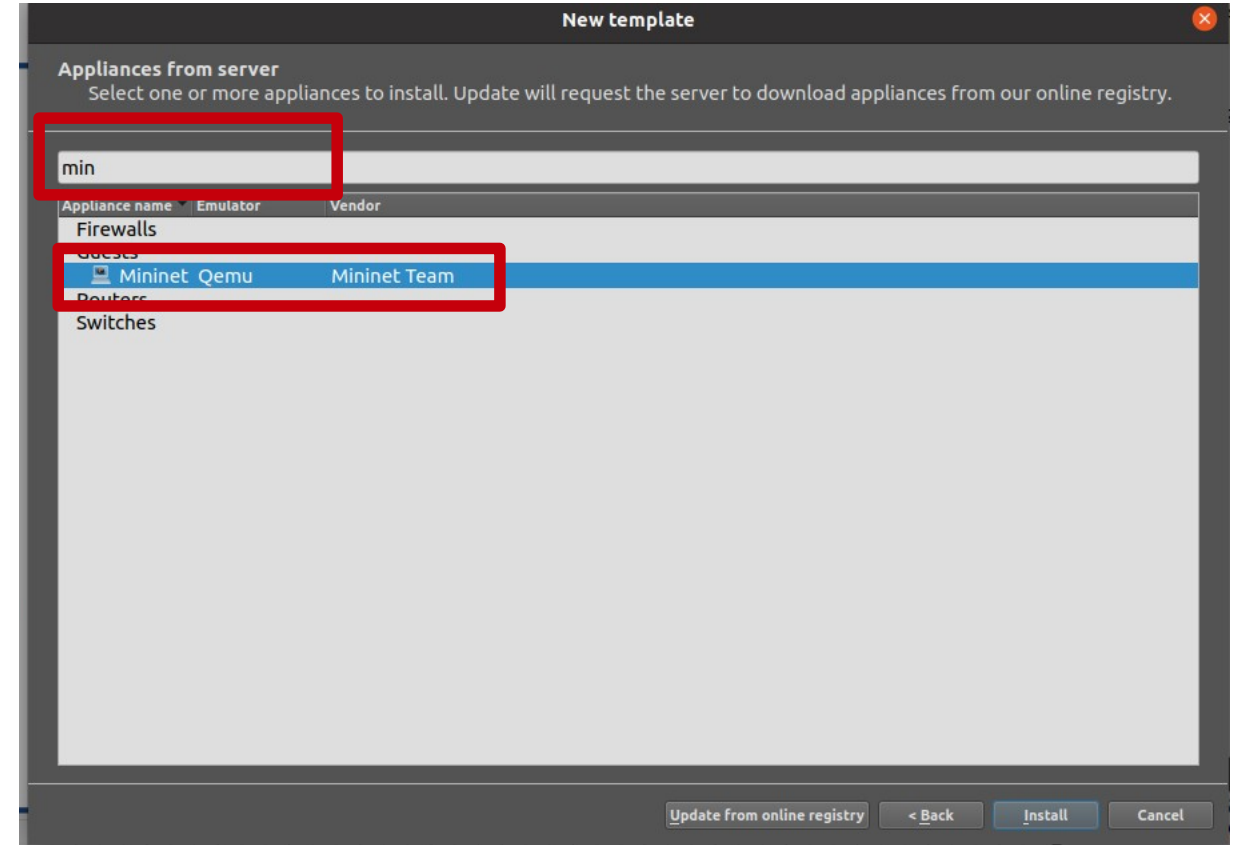 New template
Appliances from server
Select one or more appliances to install. Update will request the server to download appliances from our online registry.
min
Appliance name Emulator Vendor
Firewalls
Guests
Mininet Qemu Mininet Team
Routers
Switches
Update from online registry < Back Install Cancel